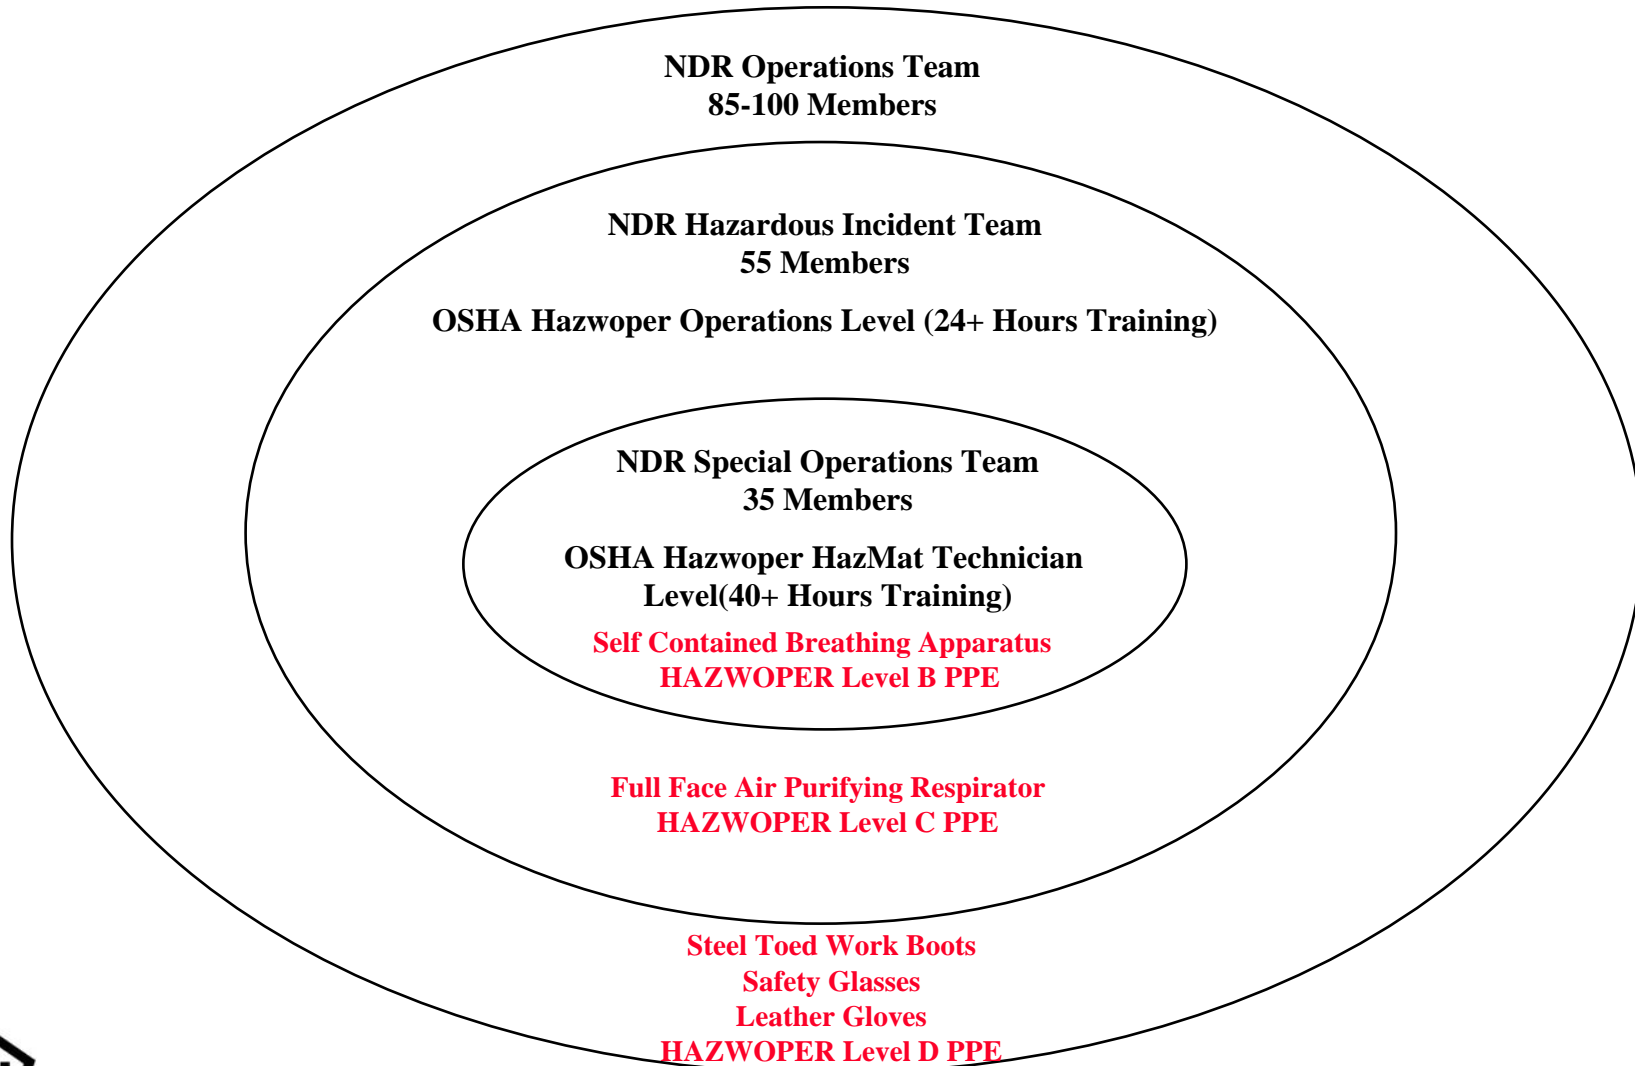 NDR Operations Team
85-100 Members
NDR Hazardous Incident Team
55 Members
OSHA Hazwoper Operations Level (24+ Hours Training)
NDR Special Operations Team
35 Members
OSHA Hazwoper HazMat Technician
Level(40+ Hours Training)
Self Contained Breathing Apparatus
HAZWOPER Level B PPE
Full Face Air Purifying Respirator
HAZWOPER Level C PPE
Steel Toed Work Boots
Safety Glasses
Leather Gloves
HAZWOPER Level D PPE